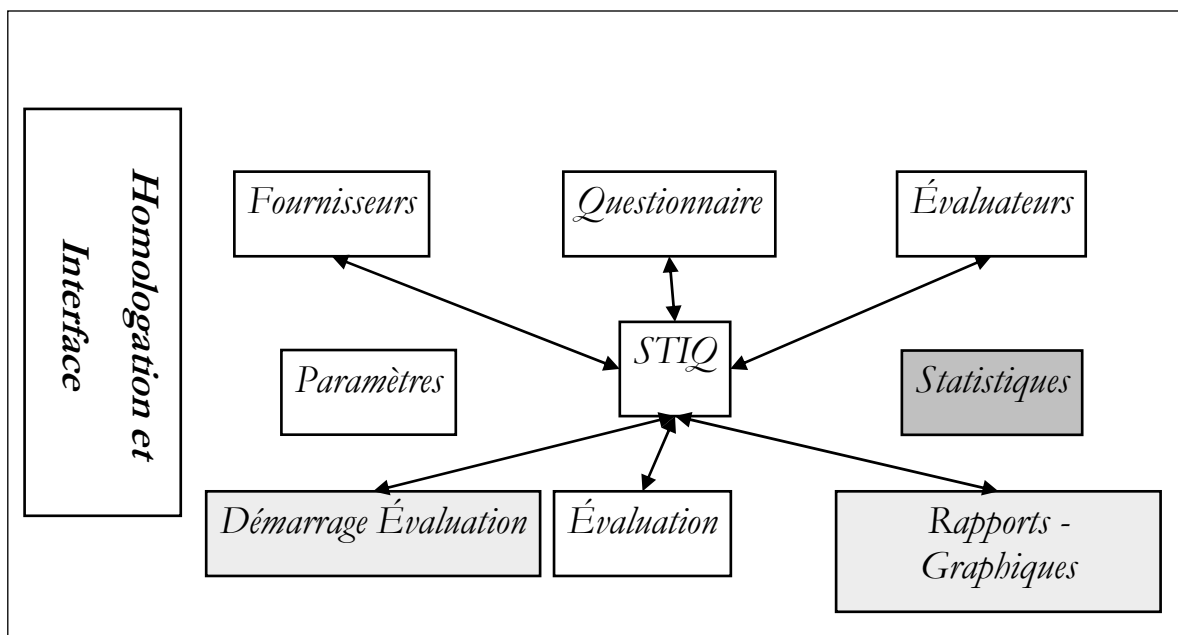 Homologation et
Interface
Fournisseurs
Questionnaire
Évaluateurs
STIQ
Paramètres
Statistiques
Démarrage Évaluation
Évaluation
Rapports -
Graphiques